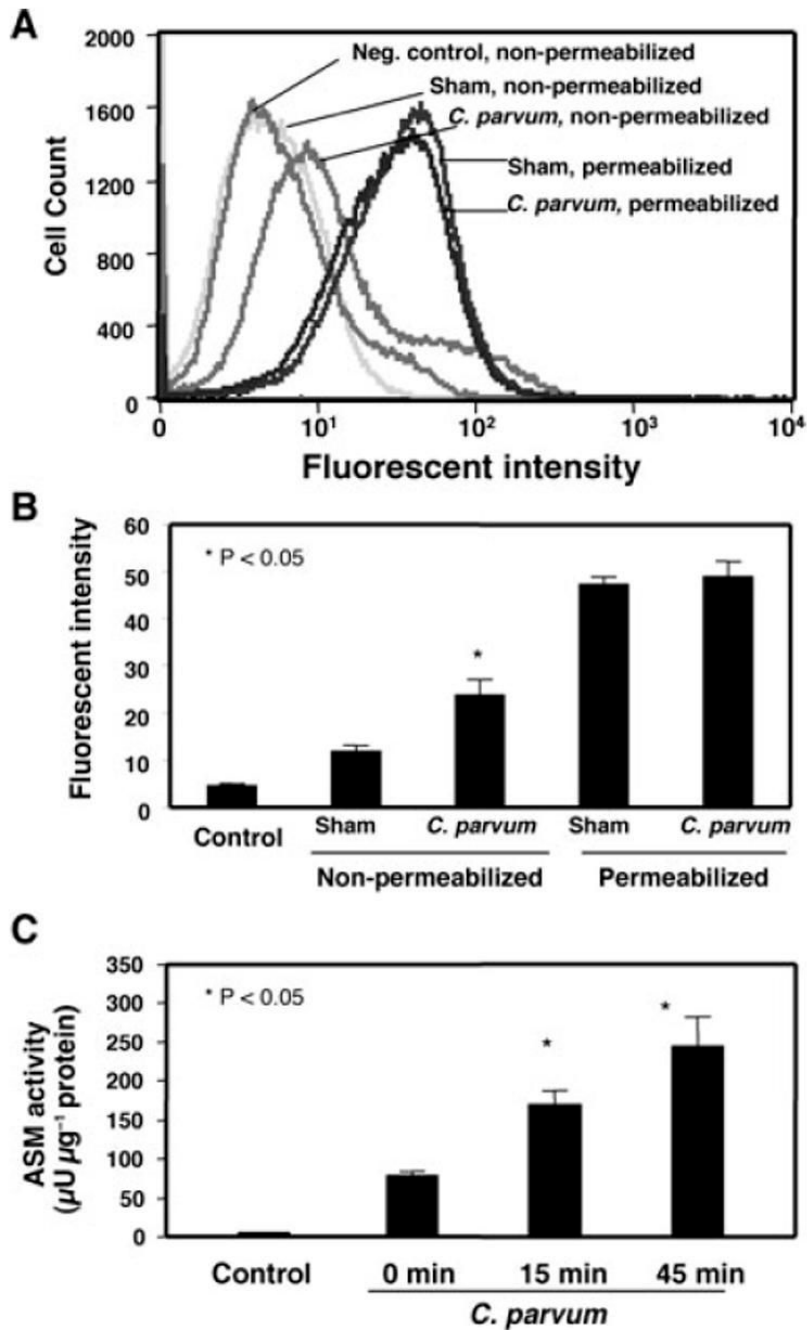 A
2000
1600
1200
800
400
0
Cell Count
Neg. control, non-permeabilized
Sham, non-permeabilized
C. parvum, non-permeabilized
Sham, permeabilized
C. parvum, permeabilized
0 10¹ 10² 10³ 10⁴
Fluorescent intensity
B
60
50
40
30
20
10
0
Fluorescent intensity
* P < 0.05
*
Control Sham C. parvum Sham C. parvum
Non-permeabilized Permeabilized
C
350
300
250
200
150
100
50
0
ASM activity
(µU µg⁻¹ protein)
* P < 0.05
*
*
Control 0 min 15 min 45 min
C. parvum